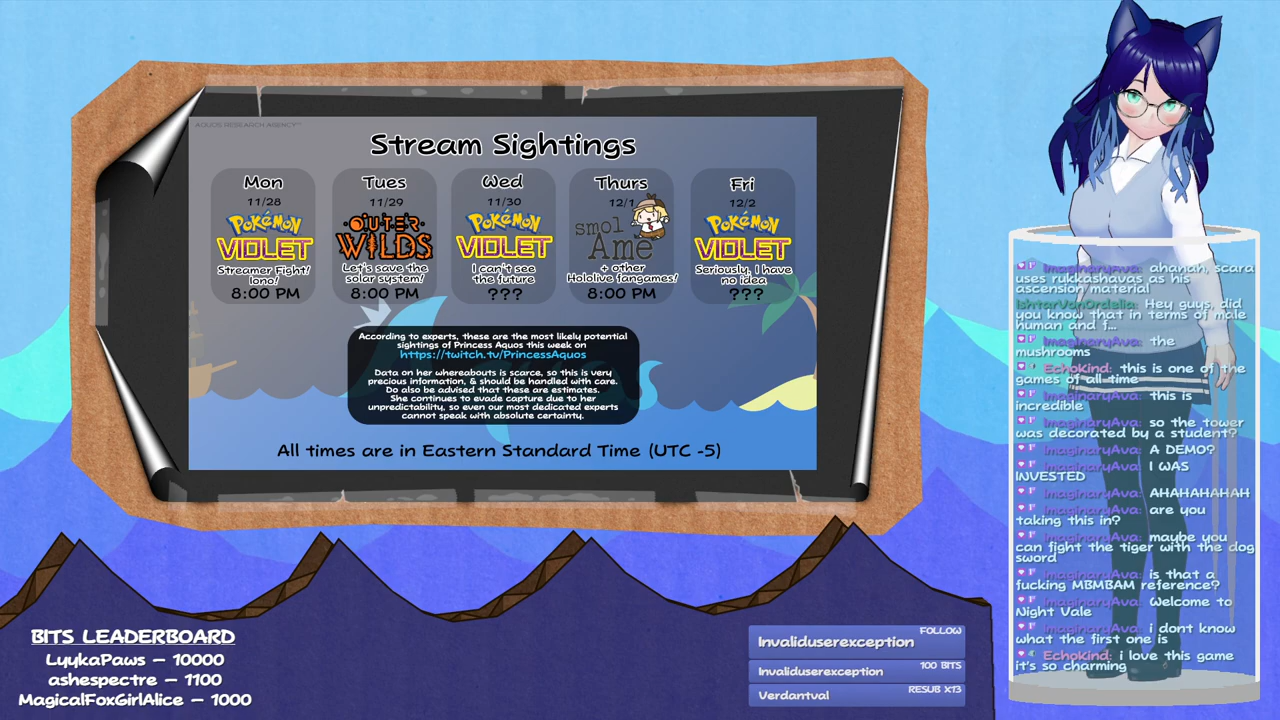 AQUOS RESEARCH AGENCY™
Stream Sightings
Mon
11/28
POKÉMON
VIOLET
Streamer Fight!
Iono!
8:00 PM
Tues
11/29
OUTER
WILDS
Let's save the
solar system!
8:00 PM
Wed
11/30
POKÉMON
VIOLET
I can't see
the future
???
Thurs
12/1
smol
Ame
+ other
Hololive fangames!
8:00 PM
Fri
12/2
POKÉMON
VIOLET
Seriously, I have
no idea
???
According to experts, these are the most likely potential
sightings of Princess Aquos this week on
https://twitch.tv/PrincessAquos
Data on her whereabouts is scarce, so this is very
precious information, & should be handled with care.
Do also be advised that these are estimates.
She continues to evade capture due to her
unpredictability, so even our most dedicated experts
cannot speak with absolute certainty.
All times are in Eastern Standard Time (UTC -5)
BITS LEADERBOARD
LyykaPaws – 10000
ashespectre – 1100
MagicalFoxGirlAlice – 1000
FOLLOW
Invaliduserexception
100 BITS
Invaliduserexception
RESUB X13
Verdantval
ImaginaryAva: ahahah, scara
uses rukkhashavas as his
ascension material
IshtarVanOrdelia: Hey guys, did
you know that in terms of male
human and f...
ImaginaryAva: the
mushrooms
EchoKind: this is one of the
games of all time
ImaginaryAva: this is
incredible
ImaginaryAva: so the tower
was decorated by a student?
ImaginaryAva: A DEMO?
ImaginaryAva: I WAS
INVESTED
ImaginaryAva: AHAHAHAHAH
ImaginaryAva: are you
taking this in?
ImaginaryAva: maybe you
can fight the tiger with the dog
sword
ImaginaryAva: is that a
fucking MBMBAM reference?
ImaginaryAva: Welcome to
Night Vale
ImaginaryAva: i dont know
what the first one is
EchoKind: i love this game
it's so charming